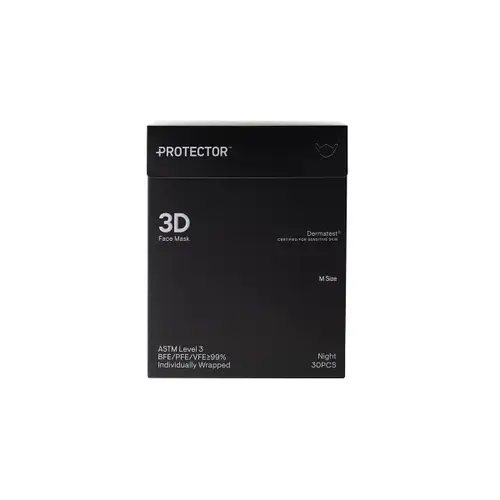 PROTECTOR™
3D
Face Mask
Dermatest®
CERTIFIED FOR SENSITIVE SKIN
M Size
ASTM Level 3
BFE/PFE/VFE≥99%
Individually Wrapped
Night
30PCS